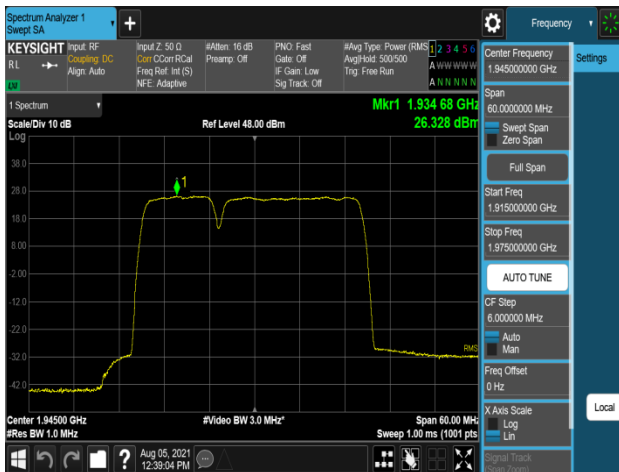 Spectrum Analyzer 1
Swept SA
+
Frequency
KEYSIGHT
Input: RF
Input Z: 50 Ω
#Atten: 16 dB
PNO: Fast
#Avg Type: Power (RMS
1 2 3 4 5 6
RL
Coupling: DC
Corr CCorr RCal
Preamp: Off
Gate: Off
Avg|Hold: 500/500
A W W W W W
Align: Auto
Freq Ref: Int (S)
IF Gain: Low
Trig: Free Run
NFE: Adaptive
Sig Track: Off
A N N N N N
LXI
1 Spectrum
Mkr1 1.934 68 GHz
Scale/Div 10 dB
Ref Level 48.00 dBm
26.328 dBm
Log
38.0
28.0
18.0
8.00
-2.00
-12.0
-22.0
-32.0
-42.0
1
RMS
Center 1.94500 GHz
#Video BW 3.0 MHz*
Span 60.00 MHz
#Res BW 1.0 MHz
Sweep 1.00 ms (1001 pts)
?
Aug 05, 2021
12:39:04 PM
Center Frequency
1.945000000 GHz
Settings
Span
60.0000000 MHz
Swept Span
Zero Span
Full Span
Start Freq
1.915000000 GHz
Stop Freq
1.975000000 GHz
AUTO TUNE
CF Step
6.000000 MHz
Auto
Man
Freq Offset
0 Hz
X Axis Scale
Log
Lin
Local
Signal Track
(Span Zoom)